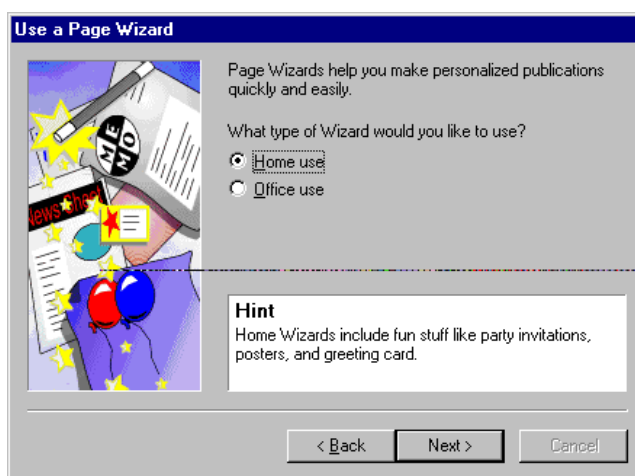 Use a Page Wizard
Page Wizards help you make personalized publications
quickly and easily.
What type of Wizard would you like to use?
Home use
Office use
MEMO
News Sheet
Hint
Home Wizards include fun stuff like party invitations,
posters, and greeting card.
< Back
Next >
Cancel